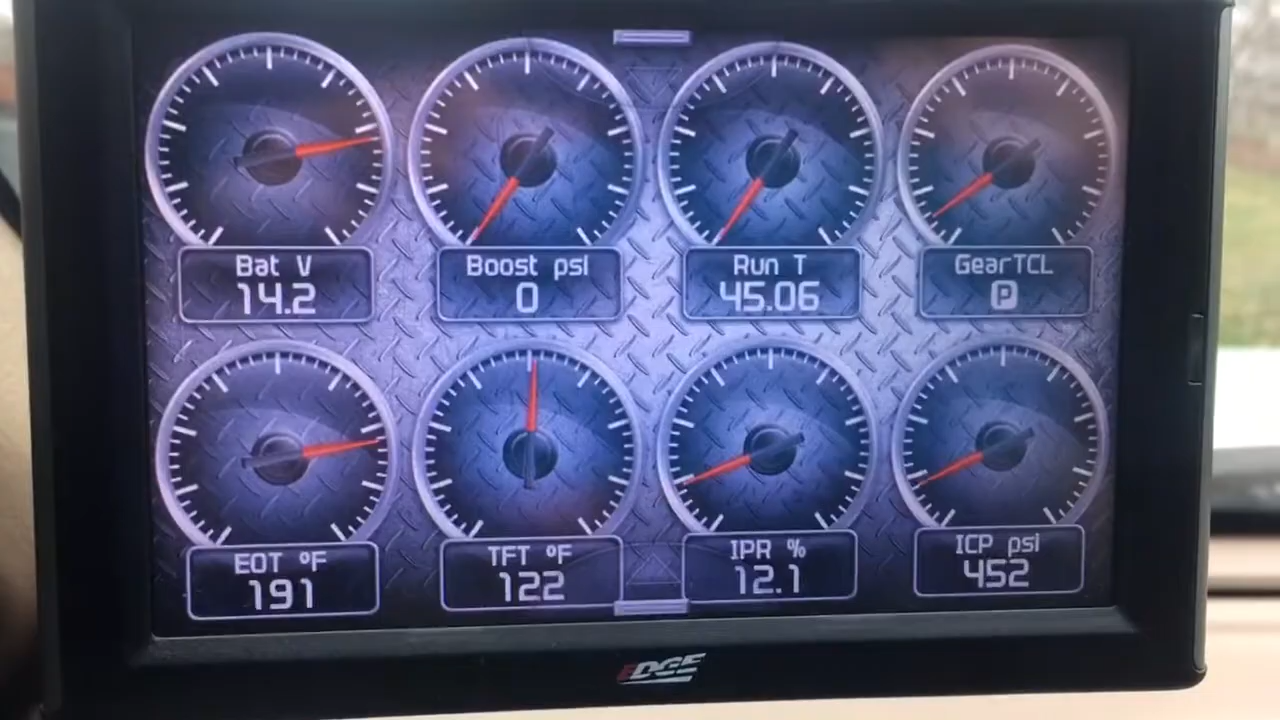 Bat V
14.2
Boost psi
0
Run T
45.06
GearTCL
P
EOT °F
191
TFT °F
122
IPR %
12.1
ICP psi
452
EDGE